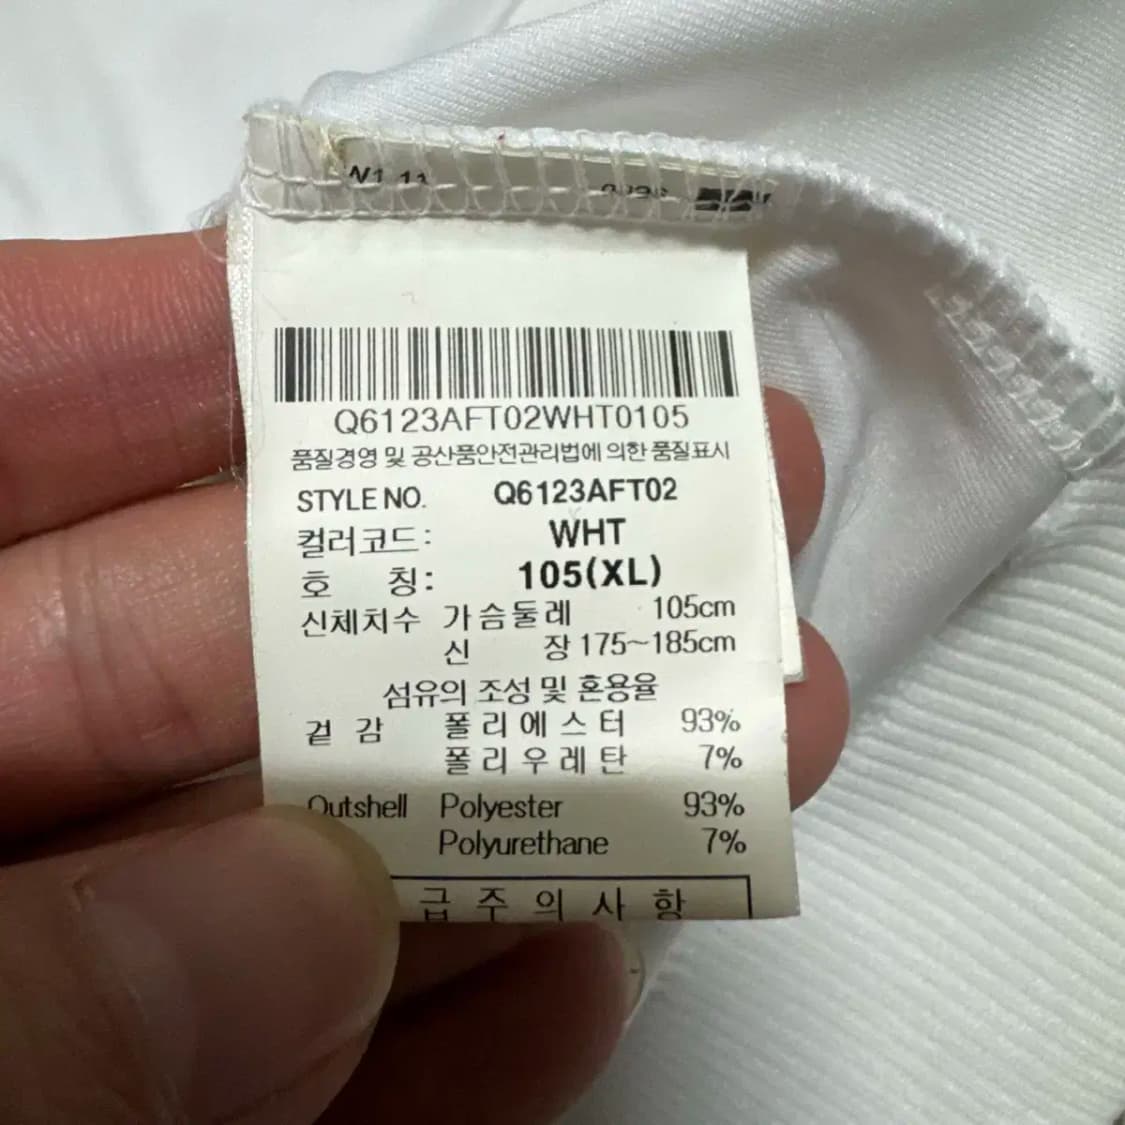 Q6123AFT02WHT0105
품질경영 및 공산품안전관리법에 의한 품질표시
STYLE NO. Q6123AFT02
컬러코드: WHT
호 칭: 105(XL)
신체치수 가슴둘레 105cm
신 장 175~185cm
섬유의 조성 및 혼용율
겉 감 폴리에스터 93%
폴리우레탄 7%
Outshell Polyester 93%
Polyurethane 7%
급 주 의 사 항